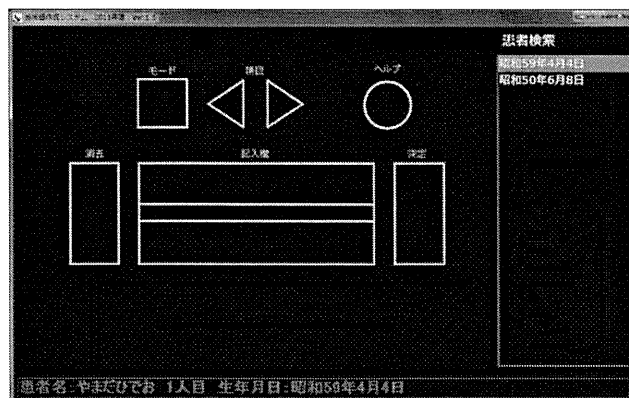 患者検索
昭和59年4月4日
昭和50年6月8日
モード
ヘルプ
消去 記入欄 決定
患者名:やまだひでお 1人目 生年月日:昭和59年4月4日